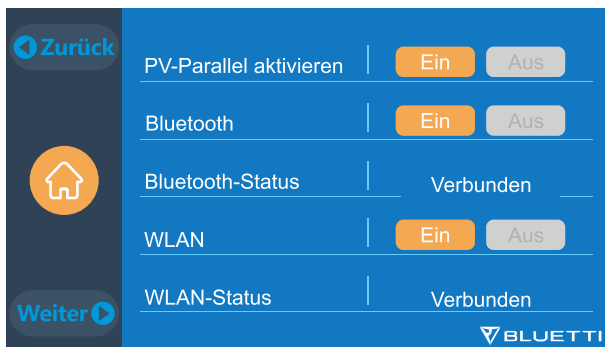 Zurück
PV-Parallel aktivieren Ein Aus
Bluetooth Ein Aus
Bluetooth-Status Verbunden
WLAN Ein Aus
WLAN-Status Verbunden
Weiter
BLUETTI